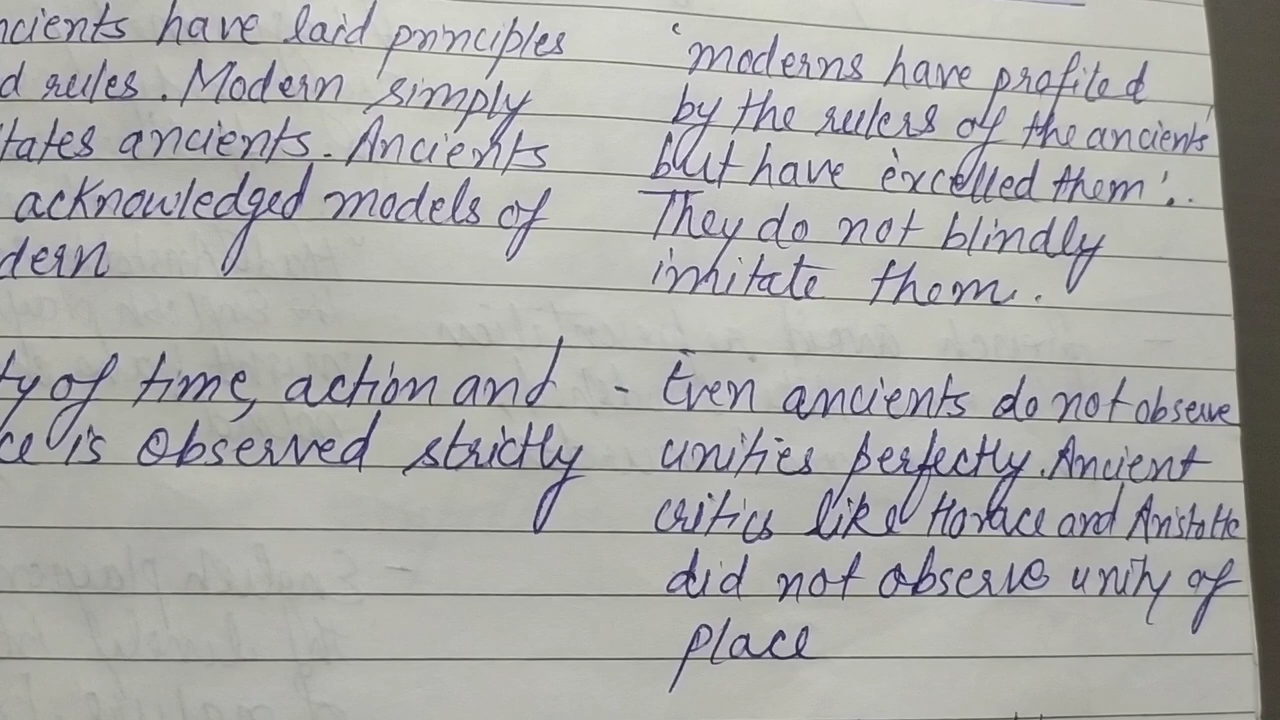 ncients have laid principles
d rules. Modern simply
tates ancients. Ancients
acknowledged models of
dern
'moderns have profited
by the rulers of the ancients
but have excelled them'.
They do not blindly
imitate them.
ty of time, action and
ce is observed strictly
- Even ancients do not observe
unities perfectly. Ancient
critics like Horace and Aristotle
did not observe unity of
place